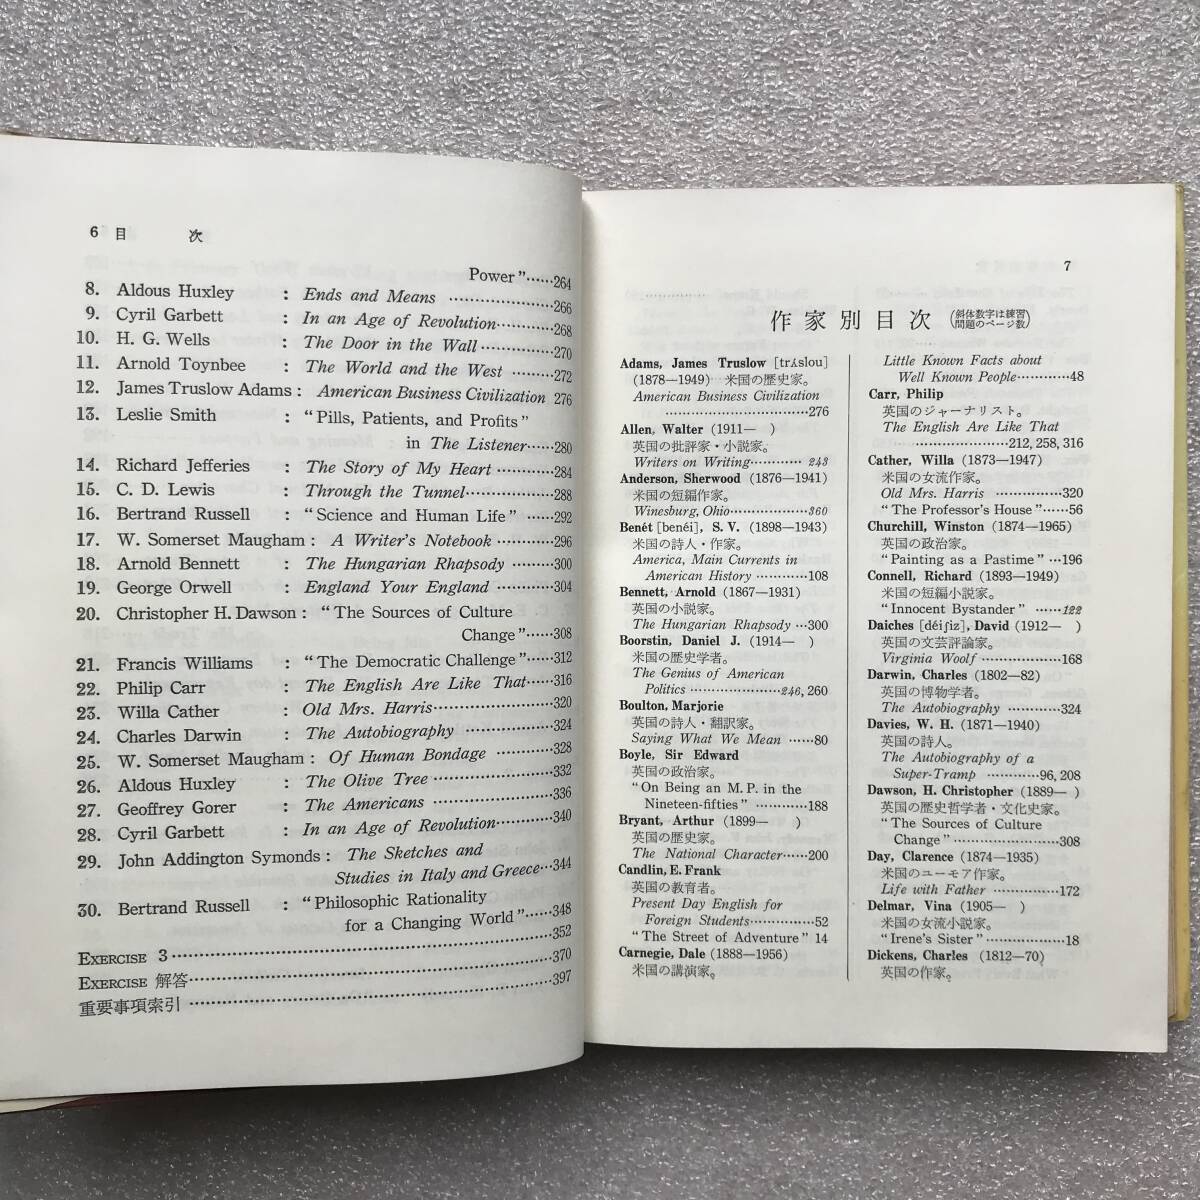 6 目 次
Power”……264
8. Aldous Huxley : Ends and Means ………………266
9. Cyril Garbett : In an Age of Revolution…………268
10. H. G. Wells : The Door in the Wall……………270
11. Arnold Toynbee : The World and the West …………272
12. James Truslow Adams : American Business Civilization 276
13. Leslie Smith : “Pills, Patients, and Profits”
in The Listener……280
14. Richard Jefferies : The Story of My Heart……………284
15. C. D. Lewis : Through the Tunnel…………………288
16. Bertrand Russell : “Science and Human Life” ……292
17. W. Somerset Maugham : A Writer's Notebook …………296
18. Arnold Bennett : The Hungarian Rhapsody ………300
19. George Orwell : England Your England……………304
20. Christopher H. Dawson : “The Sources of Culture
Change”……308
21. Francis Williams : “The Democratic Challenge”……312
22. Philip Carr : The English Are Like That……316
23. Willa Cather : Old Mrs. Harris………………………320
24. Charles Darwin : The Autobiography …………………324
25. W. Somerset Maugham : Of Human Bondage …………328
26. Aldous Huxley : The Olive Tree……………………332
27. Geoffrey Gorer : The Americans ……………………336
28. Cyril Garbett : In an Age of Revolution…………340
29. John Addington Symonds : The Sketches and
Studies in Italy and Greece…344
30. Bertrand Russell : “Philosophic Rationality
for a Changing World”……348
EXERCISE 3………………………………………………352
EXERCISE 解答……………………………………………370
重要事項索引……………………………………………397
7
作家別目次 (斜体数字は練習問題のページ数)
Adams, James Truslow [trʌ́slou]
(1878—1949) 米国の歴史家。
American Business Civilization
……………………………276
Allen, Walter (1911— )
英国の批評家・小説家。
Writers on Writing………… 243
Anderson, Sherwood (1876—1941)
米国の短編作家。
Winesburg, Ohio………………360
Benét [benéi], S. V. (1898—1943)
米国の詩人・作家。
America, Main Currents in
American History …………108
Bennett, Arnold (1867—1931)
英国の小説家。
The Hungarian Rhapsody …300
Boorstin, Daniel J. (1914— )
米国の歴史学者。
The Genius of American
Politics …………………246, 260
Boulton, Marjorie
英国の詩人・翻訳家。
Saying What We Mean ……80
Boyle, Sir Edward
英国の政治家。
“On Being an M. P. in the
Nineteen-fifties” …………188
Bryant, Arthur (1899— )
英国の歴史家。
The National Character……200
Candlin, E. Frank
英国の教育者。
Present Day English for
Foreign Students……………52
“The Street of Adventure” 14
Carnegie, Dale (1888—1956)
米国の講演家。
Little Known Facts about
Well Known People…………48
Carr, Philip
英国のジャーナリスト。
The English Are Like That
…………………212, 258, 316
Cather, Willa (1873—1947)
米国の女流作家。
Old Mrs. Harris ……………320
“The Professor's House”……56
Churchill, Winston (1874—1965)
英国の政治家。
“Painting as a Pastime” …196
Connell, Richard (1893—1949)
米国の短編小説家。
“Innocent Bystander” ……122
Daiches [déiʃiz], David (1912— )
英国の文芸評論家。
Virginia Woolf ………………168
Darwin, Charles (1802—82)
英国の博物学者。
The Autobiography …………324
Davies, W. H. (1871—1940)
英国の詩人。
The Autobiography of a
Super-Tramp …………96, 208
Dawson, H. Christopher (1889— )
英国の歴史哲学者・文化史家。
“The Sources of Culture
Change” ……………………308
Day, Clarence (1874—1935)
米国のユーモア作家。
Life with Father ……………172
Delmar, Vina (1905— )
米国の女流小説家。
“Irene's Sister” ………………18
Dickens, Charles (1812—70)
英国の作家。